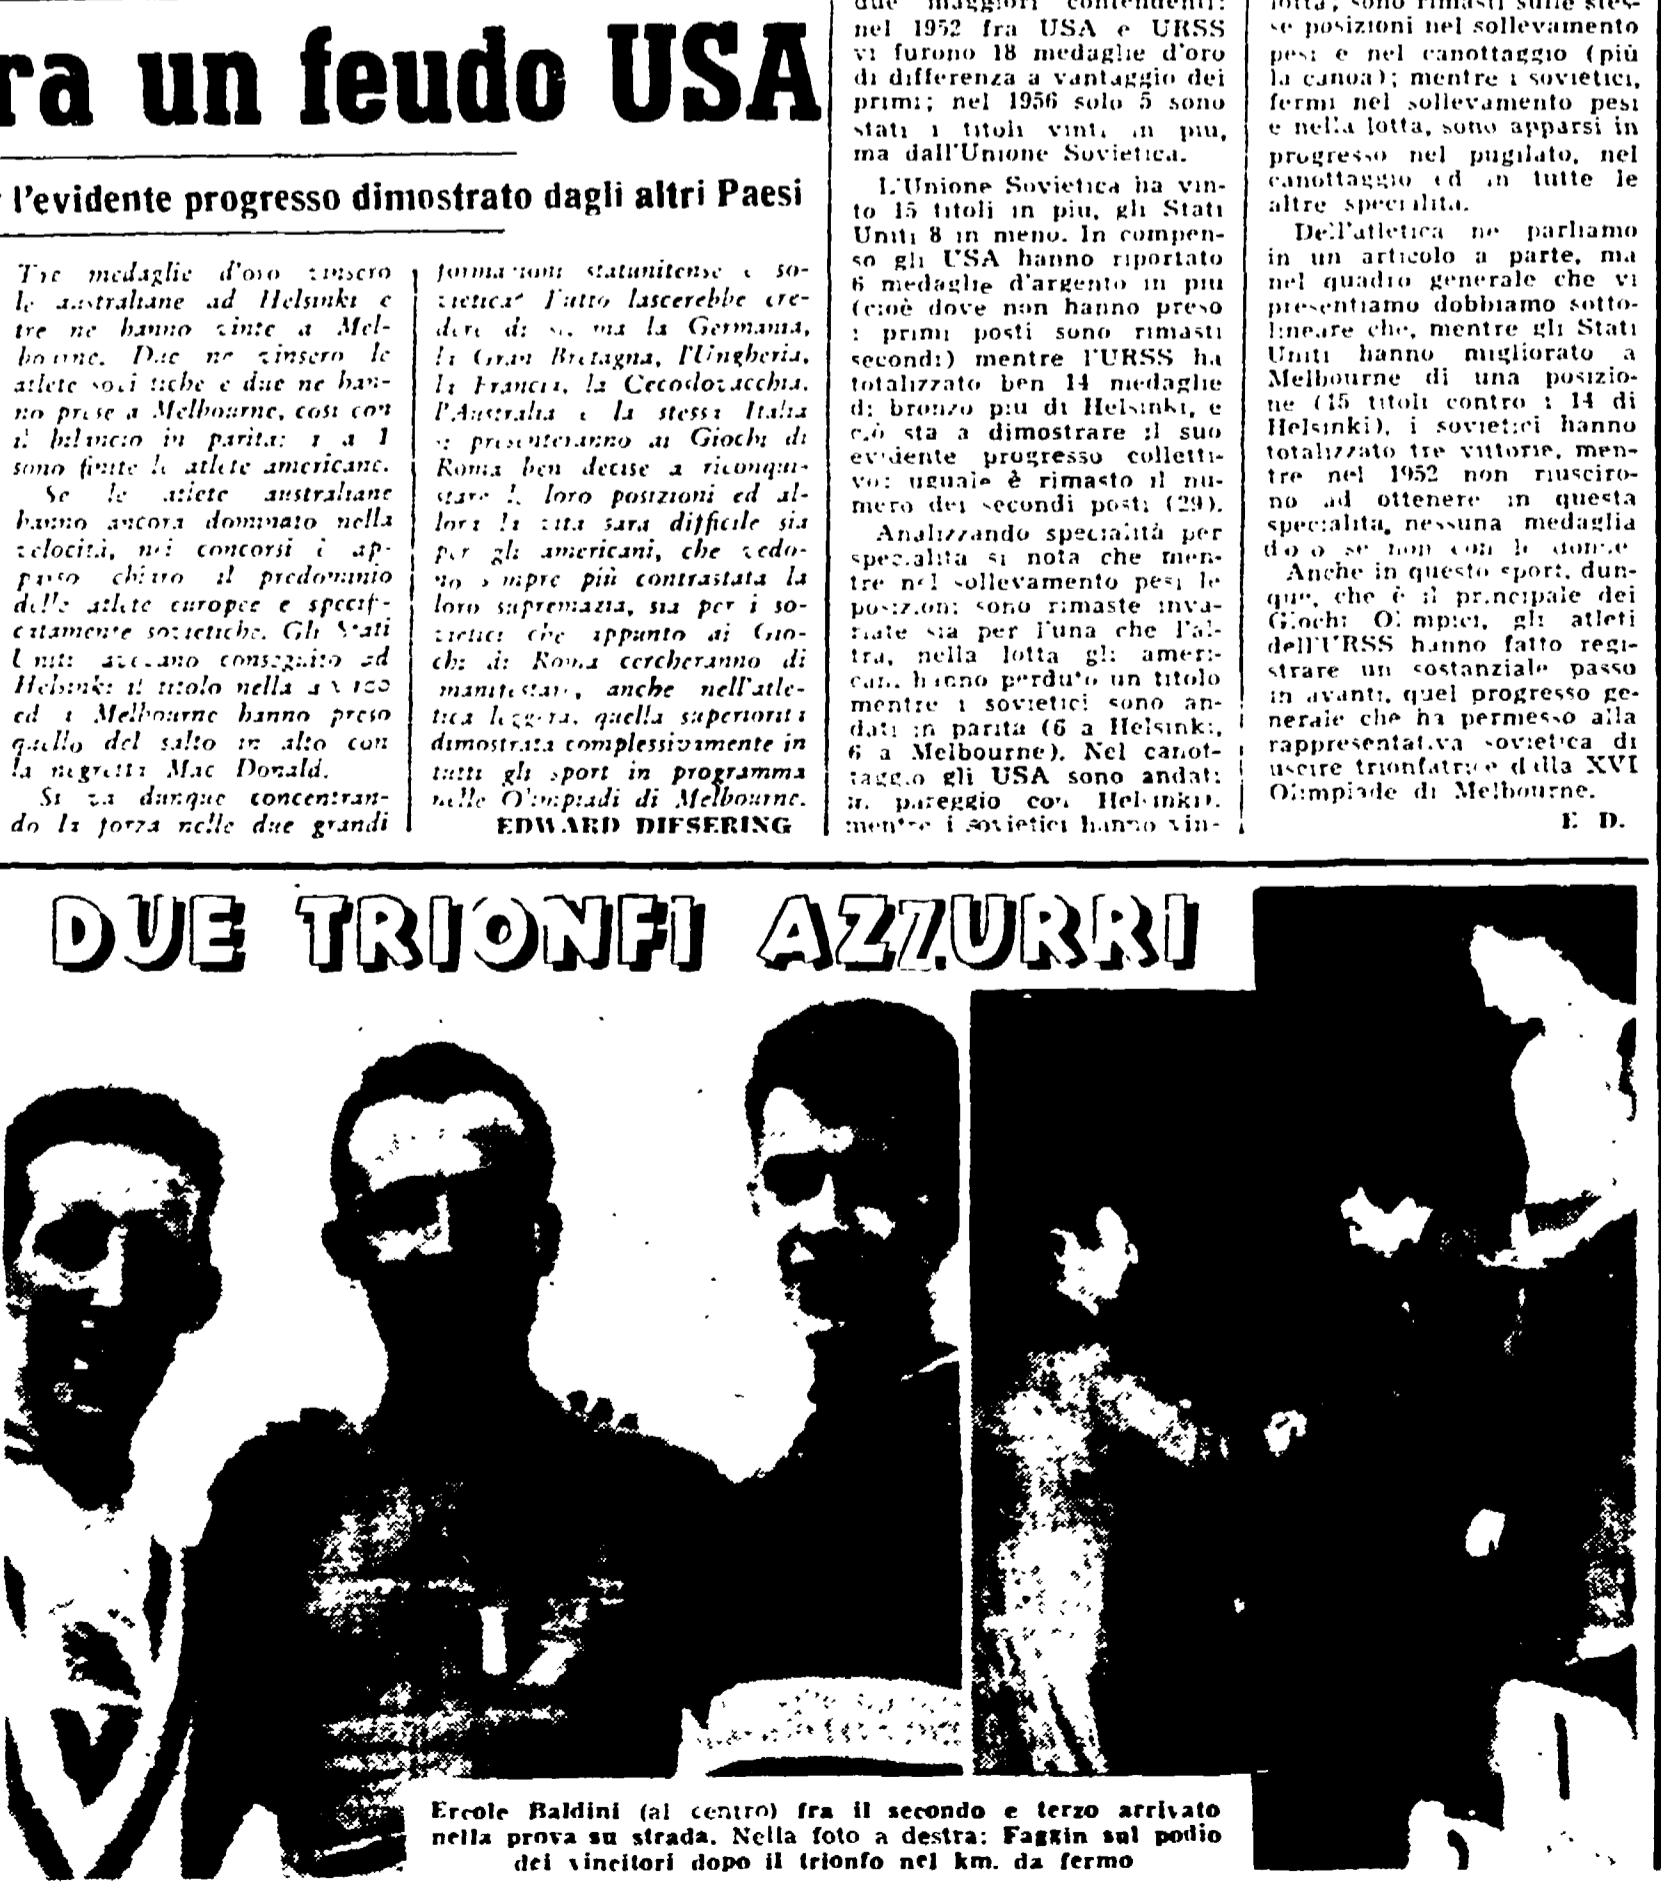 ra un feudo USA
l'evidente progresso dimostrato dagli altri Paesi
Tre medaglie d'oro vinsero
le australiane ad Helsinki e
tre ne hanno vinte a Mel-
bourne. Due ne vinsero le
atlete sovietiche e due ne han-
no prese a Melbourne, così con
il bilancio in parità: 1 a 1
sono finite le atlete americane.
Se le atlete australiane
hanno ancora dominato nella
velocità, nei concorsi è ap-
parso chiaro il predominio
delle atlete europee e specifi-
catamente sovietiche. Gli Stati
Uniti avevano conseguito ad
Helsinki il titolo nella 4 x 100
ed a Melbourne hanno preso
quello del salto in alto con
la negretta Mac Donald.
Si va dunque concentran-
do la forza nelle due grandi
formazioni statunitense e so-
vietica? Tutto lascerebbe cre-
dere di si, ma la Germania,
la Gran Bretagna, l'Ungheria,
la Francia, la Cecoslovacchia,
l'Australia e la stessa Italia
si presenteranno ai Giochi di
Roma ben decise a riconqui-
stare le loro posizioni ed al-
lora la vita sarà difficile sia
per gli americani, che vedo-
no sempre più contrastata la
loro supremazia, sia per i so-
vietici che appunto ai Gio-
chi di Roma cercheranno di
manifestare, anche nell'atle-
tica leggera, quella superiorità
dimostrata complessivamente in
tutti gli sport in programma
nelle Olimpiadi di Melbourne.
EDWARD DIESERING
due maggiori contendenti:
nel 1952 fra USA e URSS
vi furono 18 medaglie d'oro
di differenza a vantaggio dei
primi; nel 1956 solo 5 sono
stati i titoli vinti in più,
ma dall'Unione Sovietica.
L'Unione Sovietica ha vin-
to 15 titoli in più, gli Stati
Uniti 8 in meno. In compen-
so gli USA hanno riportato
6 medaglie d'argento in più
(cioè dove non hanno preso
i primi posti sono rimasti
secondi) mentre l'URSS ha
totalizzato ben 14 medaglie
di bronzo più di Helsinki, e
ciò sta a dimostrare il suo
evidente progresso colletti-
vo: uguale è rimasto il nu-
mero dei secondi posti (29).
Analizzando specialità per
specialità si nota che men-
tre nel sollevamento pesi le
posizioni sono rimaste inva-
riate sia per l'una che l'al-
tra, nella lotta gli ameri-
cani hanno perduto un titolo
mentre i sovietici sono an-
dati in parità (6 a Helsinki,
6 a Melbourne). Nel canot-
taggio gli USA sono andati
in pareggio con Helsinki,
mentre i sovietici hanno vin-
lotta, sono rimasti sulle stes-
se posizioni nel sollevamento
pesi e nel canottaggio (più
la canoa); mentre i sovietici,
fermi nel sollevamento pesi
e nella lotta, sono apparsi in
progresso nel pugilato, nel
canottaggio ed in tutte le
altre specialità.
Dell'atletica ne parliamo
in un articolo a parte, ma
nel quadro generale che vi
presentiamo dobbiamo sotto-
lineare che, mentre gli Stati
Uniti hanno migliorato a
Melbourne di una posizio-
ne (15 titoli contro i 14 di
Helsinki), i sovietici hanno
totalizzato tre vittorie, men-
tre nel 1952 non riusciro-
no ad ottenere in questa
specialità, nessuna medaglia
d'oro se non con le donne.
Anche in questo sport, dun-
que, che è il principale dei
Giochi Olimpici, gli atleti
dell'URSS hanno fatto regi-
strare un sostanziale passo
in avanti, quel progresso ge-
nerale che ha permesso alla
rappresentativa sovietica di
uscire trionfatrice dalla XVI
Olimpiade di Melbourne.
E. D.
DUE TRIONFI AZZURRI
Ercole Baldini (al centro) fra il secondo e terzo arrivato
nella prova su strada. Nella foto a destra: Faggin sul podio
dei vincitori dopo il trionfo nel km. da fermo